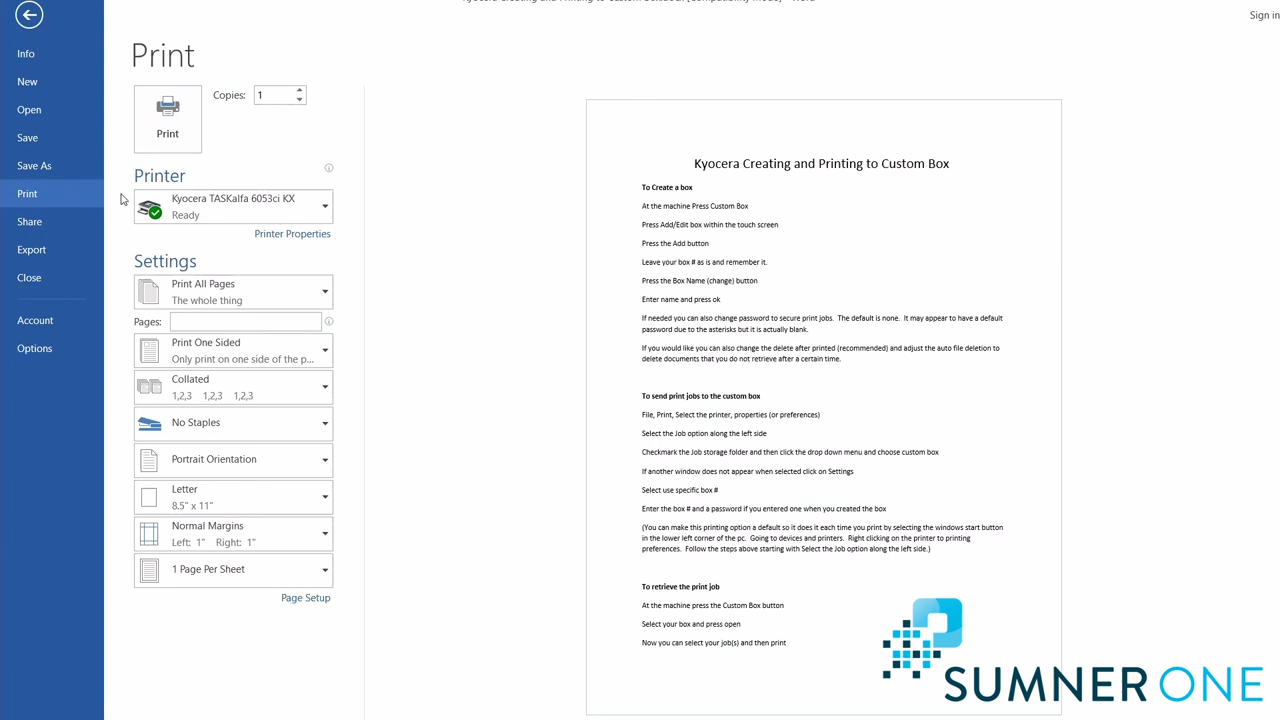 Kyocera Creating and Printing to Custom Box.docx [Compatibility Mode] - Word
Sign in
Info
New
Open
Save
Save As
Print
Share
Export
Close
Account
Options
Print
Print
Copies: 1
Printer
Kyocera TASKalfa 6053ci KX
Ready
Printer Properties
Settings
Print All Pages
The whole thing
Pages:
Print One Sided
Only print on one side of the p...
Collated
1,2,3 1,2,3 1,2,3
No Staples
Portrait Orientation
Letter
8.5" x 11"
Normal Margins
Left: 1" Right: 1"
1 Page Per Sheet
Page Setup
Kyocera Creating and Printing to Custom Box
To Create a box
At the machine Press Custom Box
Press Add/Edit box within the touch screen
Press the Add button
Leave your box # as is and remember it.
Press the Box Name (change) button
Enter name and press ok
If needed you can also change password to secure print jobs. The default is none. It may appear to have a default
password due to the asterisks but it is actually blank.
If you would like you can also change the delete after printed (recommended) and adjust the auto file deletion to
delete documents that you do not retrieve after a certain time.
To send print jobs to the custom box
File, Print, Select the printer, properties (or preferences)
Select the Job option along the left side
Checkmark the Job storage folder and then click the drop down menu and choose custom box
If another window does not appear when selected click on Settings
Select use specific box #
Enter the box # and a password if you entered one when you created the box
(You can make this printing option a default so it does it each time you print by selecting the windows start button
in the lower left corner of the pc. Going to devices and printers. Right clicking on the printer to printing
preferences. Follow the steps above starting with Select the Job option along the left side.)
To retrieve the print job
At the machine press the Custom Box button
Select your box and press open
Now you can select your job(s) and then print
SUMNERONE